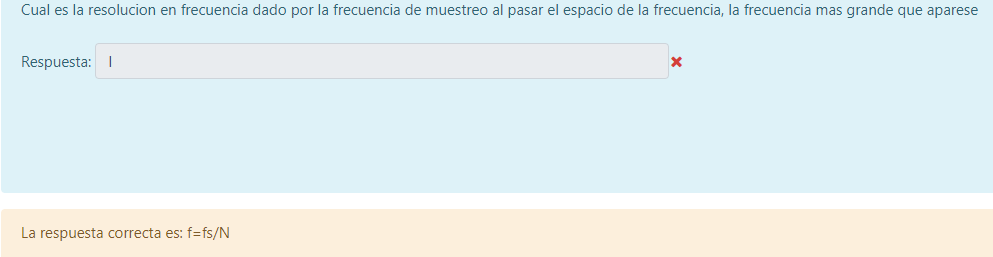 Cual es la resolucion en frecuencia dado por la frecuencia de muestreo al pasar el espacio de la frecuencia, la frecuencia mas grande que aparese
Respuesta: l
La respuesta correcta es: f=fs/N